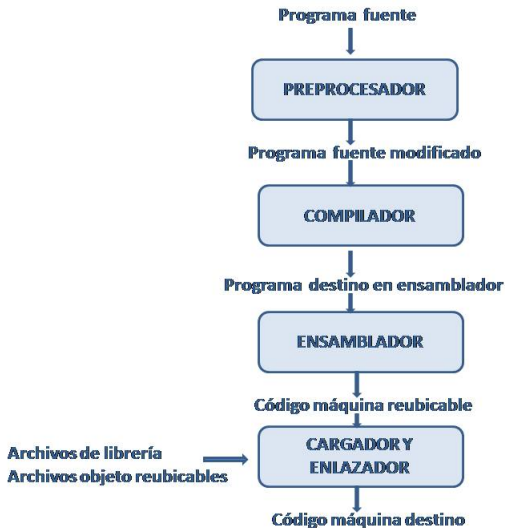 Programa fuente
PREPROCESADOR
Programa fuente modificado
COMPILADOR
Programa destino en ensamblador
ENSAMBLADOR
Código máquina reubicable
Archivos de librería
Archivos objeto reubicables
CARGADOR Y
ENLAZADOR
Código máquina destino